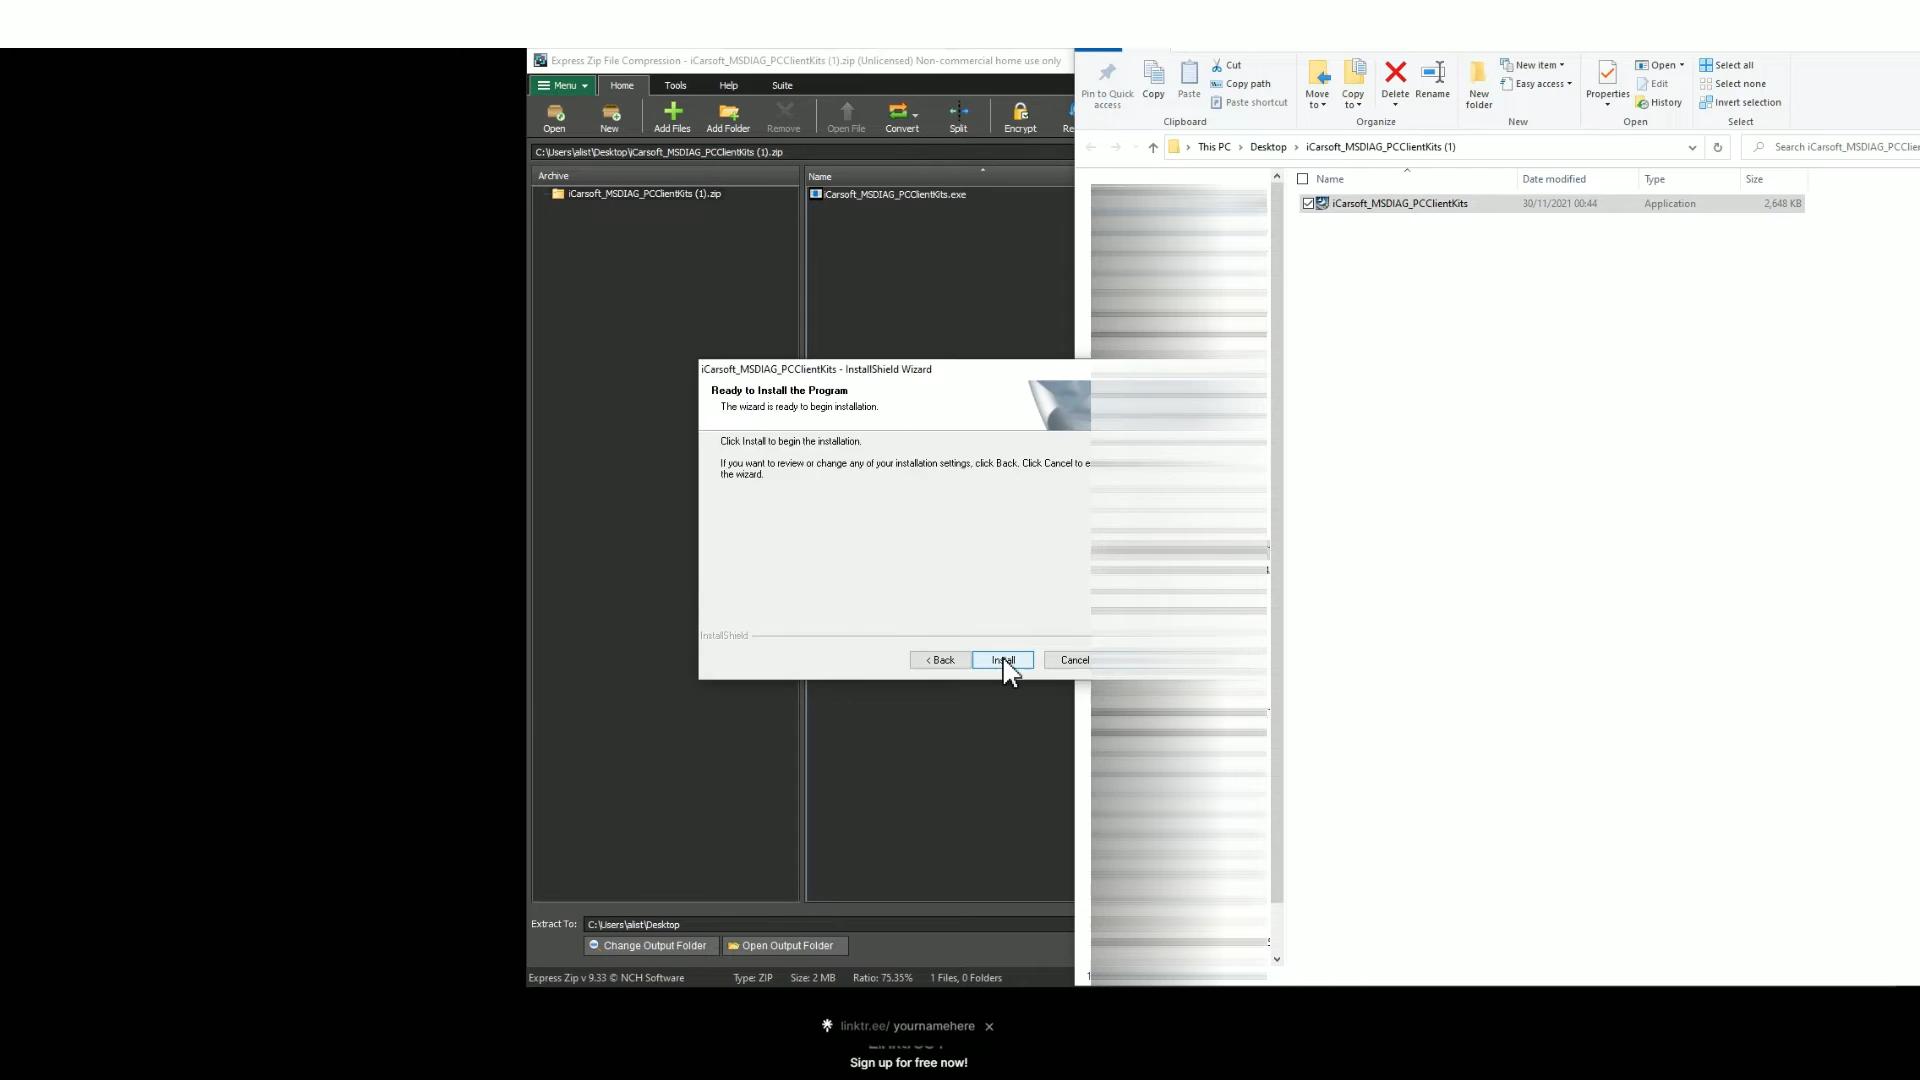 Express Zip File Compression - iCarsoft_MSDIAG_PCClientKits (1).zip (Unlicensed) Non-commercial home use only
Menu
Home
Tools
Help
Suite
Open
New
Add Files
Add Folder
Remove
Open File
Convert
Split
Encrypt
C:\Users\alist\Desktop\iCarsoft_MSDIAG_PCClientKits (1).zip
Archive
iCarsoft_MSDIAG_PCClientKits (1).zip
Name
iCarsoft_MSDIAG_PCClientKits.exe
Pin to Quick access
Copy
Paste
Cut
Copy path
Paste shortcut
Clipboard
Move to
Copy to
Delete
Rename
Organize
New folder
New item
Easy access
New
Properties
Open
Edit
History
Open
Select all
Select none
Invert selection
Select
This PC > Desktop > iCarsoft_MSDIAG_PCClientKits (1)
Search iCarsoft_MSDIAG_PCClie
Name
Date modified
Type
Size
iCarsoft_MSDIAG_PCClientKits
30/11/2021 00:44
Application
2,648 KB
iCarsoft_MSDIAG_PCClientKits - InstallShield Wizard
Ready to Install the Program
The wizard is ready to begin installation.
Click Install to begin the installation.
If you want to review or change any of your installation settings, click Back. Click Cancel to e
the wizard.
InstallShield
< Back
Install
Cancel
Extract To:
C:\Users\alist\Desktop
Change Output Folder
Open Output Folder
Express Zip v 9.33 © NCH Software
Type: ZIP
Size: 2 MB
Ratio: 75.35%
1 Files, 0 Folders
linktr.ee/ yournamehere
Sign up for free now!